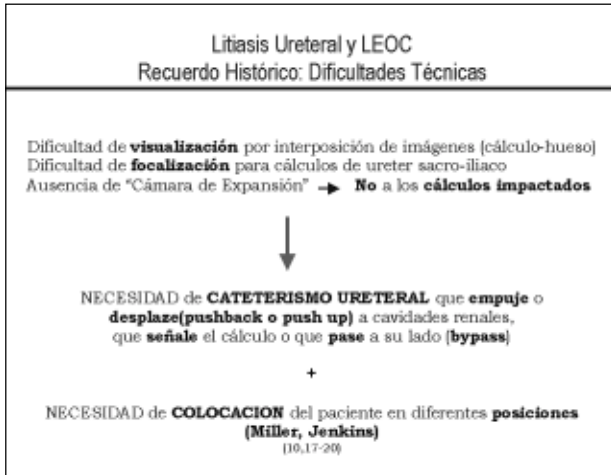 Litiasis Ureteral y LEOC
Recuerdo Histórico: Dificultades Técnicas
Dificultad de visualización por interposición de imágenes (cálculo-hueso)
Dificultad de focalización para cálculos de ureter sacro-iliaco
Ausencia de "Cámara de Expansión" → No a los cálculos impactados
NECESIDAD de CATETERISMO URETERAL que empuje o
desplaze(pushback o push up) a cavidades renales,
que señale el cálculo o que pase a su lado (bypass)
+
NECESIDAD de COLOCACION del paciente en diferentes posiciones
(Miller, Jenkins)
(10,17-20)